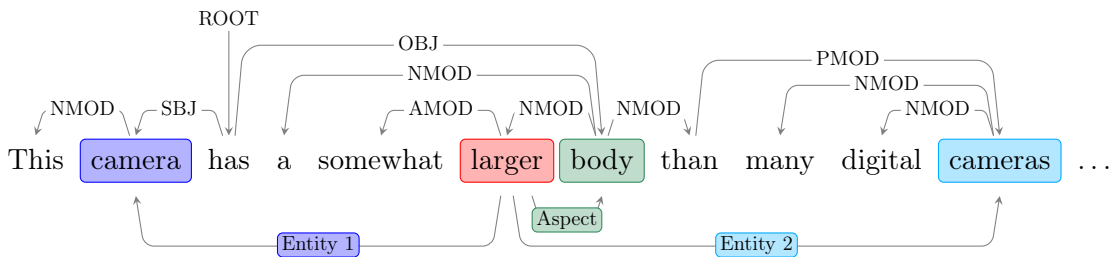 ROOT
OBJ
PMOD
NMOD
NMOD
NMOD SBJ AMOD NMOD NMOD NMOD
This camera has a somewhat larger body than many digital cameras ...
Aspect
Entity 1 Entity 2